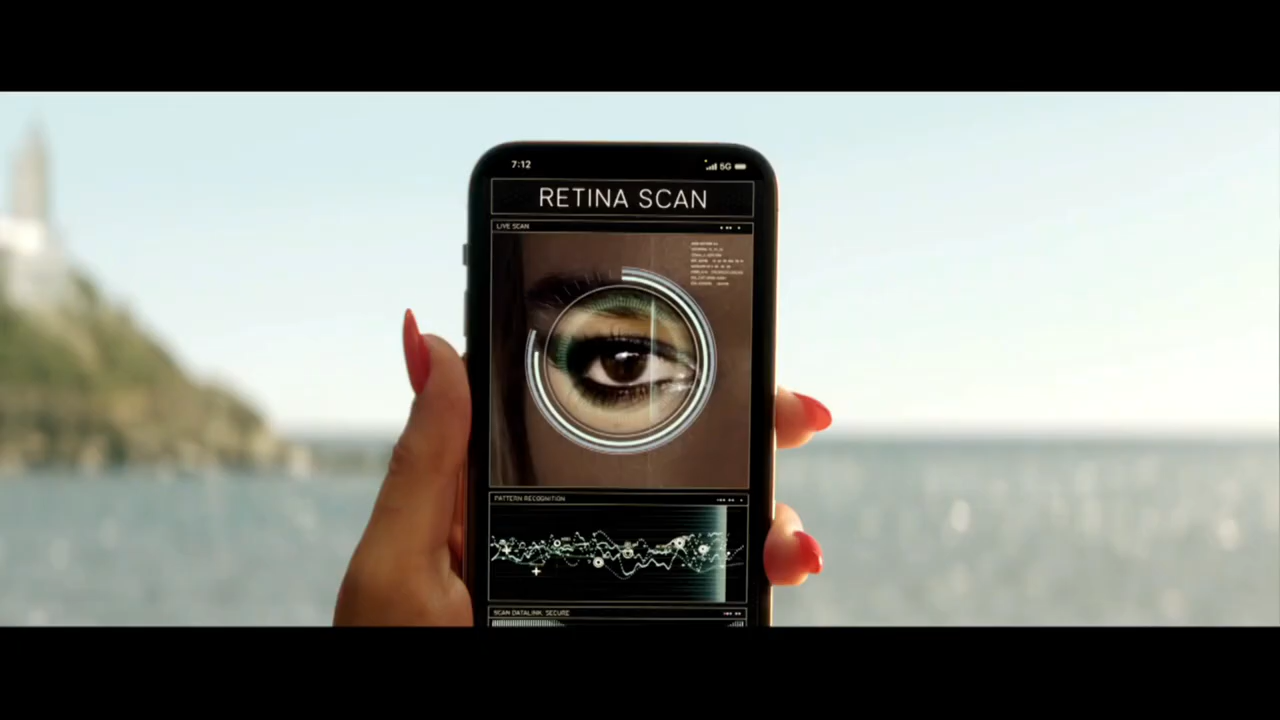 7:12
5G
RETINA SCAN
LIVE SCAN
PATTERN RECOGNITION
SCAN DATALINK. SECURE